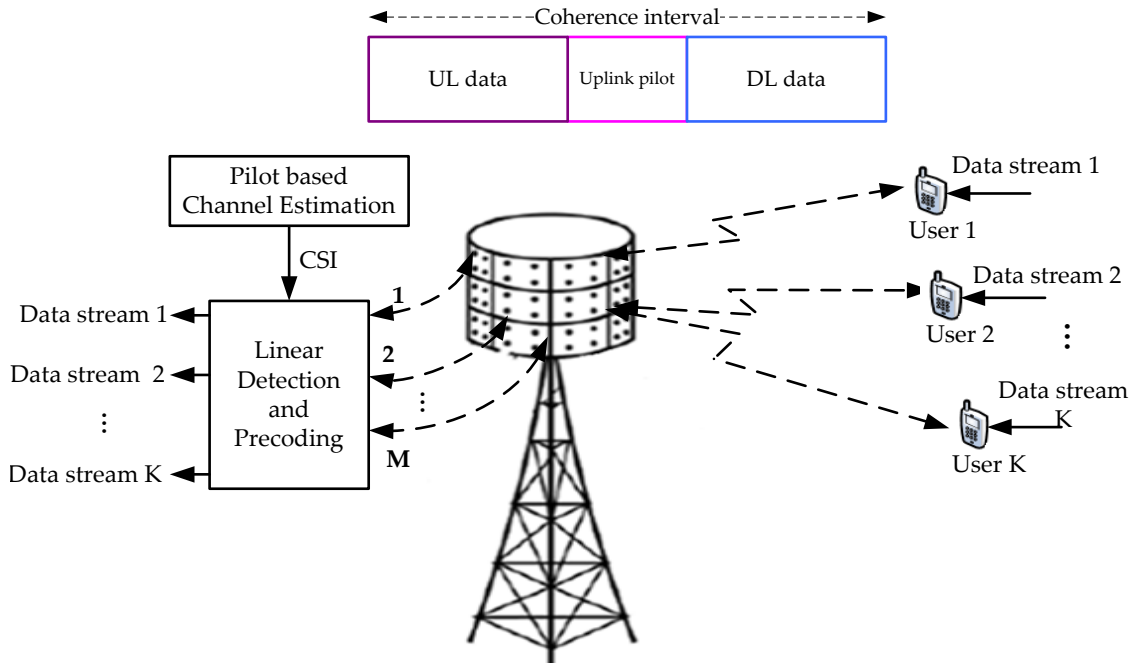 Coherence interval
UL data
Uplink pilot
DL data
Pilot based
Channel Estimation
CSI
Data stream 1
Data stream 2
⋮
Data stream K
Linear
Detection
and
Precoding
1
2
⋮
M
Data stream 1
User 1
Data stream 2
User 2
⋮
Data stream
K
User K